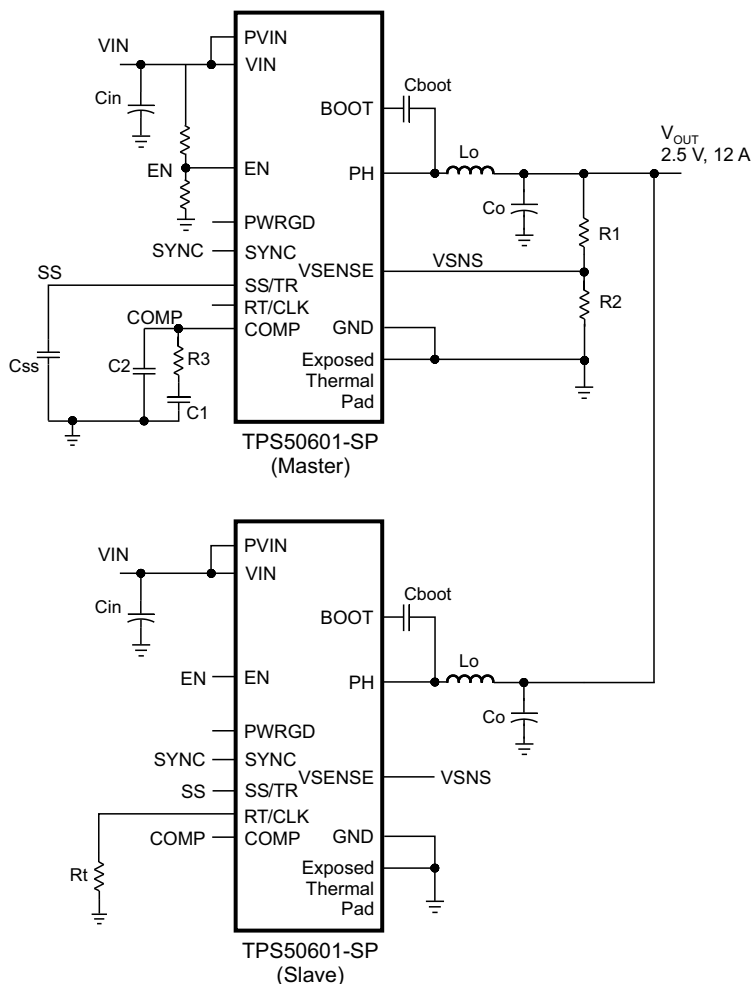 VIN
PVIN
VIN
Cin
Cboot
BOOT
V_OUT
2.5 V, 12 A
Lo
EN
EN
PH
Co
R1
PWRGD
SYNC
SYNC
SS
VSENSE
VSNS
SS/TR
R2
RT/CLK
COMP
COMP
GND
Css
C2
R3
Exposed
Thermal
Pad
C1
TPS50601-SP
(Master)
VIN
PVIN
VIN
Cin
Cboot
BOOT
Lo
EN
EN
PH
Co
PWRGD
SYNC
SYNC
VSENSE
VSNS
SS
SS/TR
RT/CLK
COMP
COMP
GND
Rt
Exposed
Thermal
Pad
TPS50601-SP
(Slave)